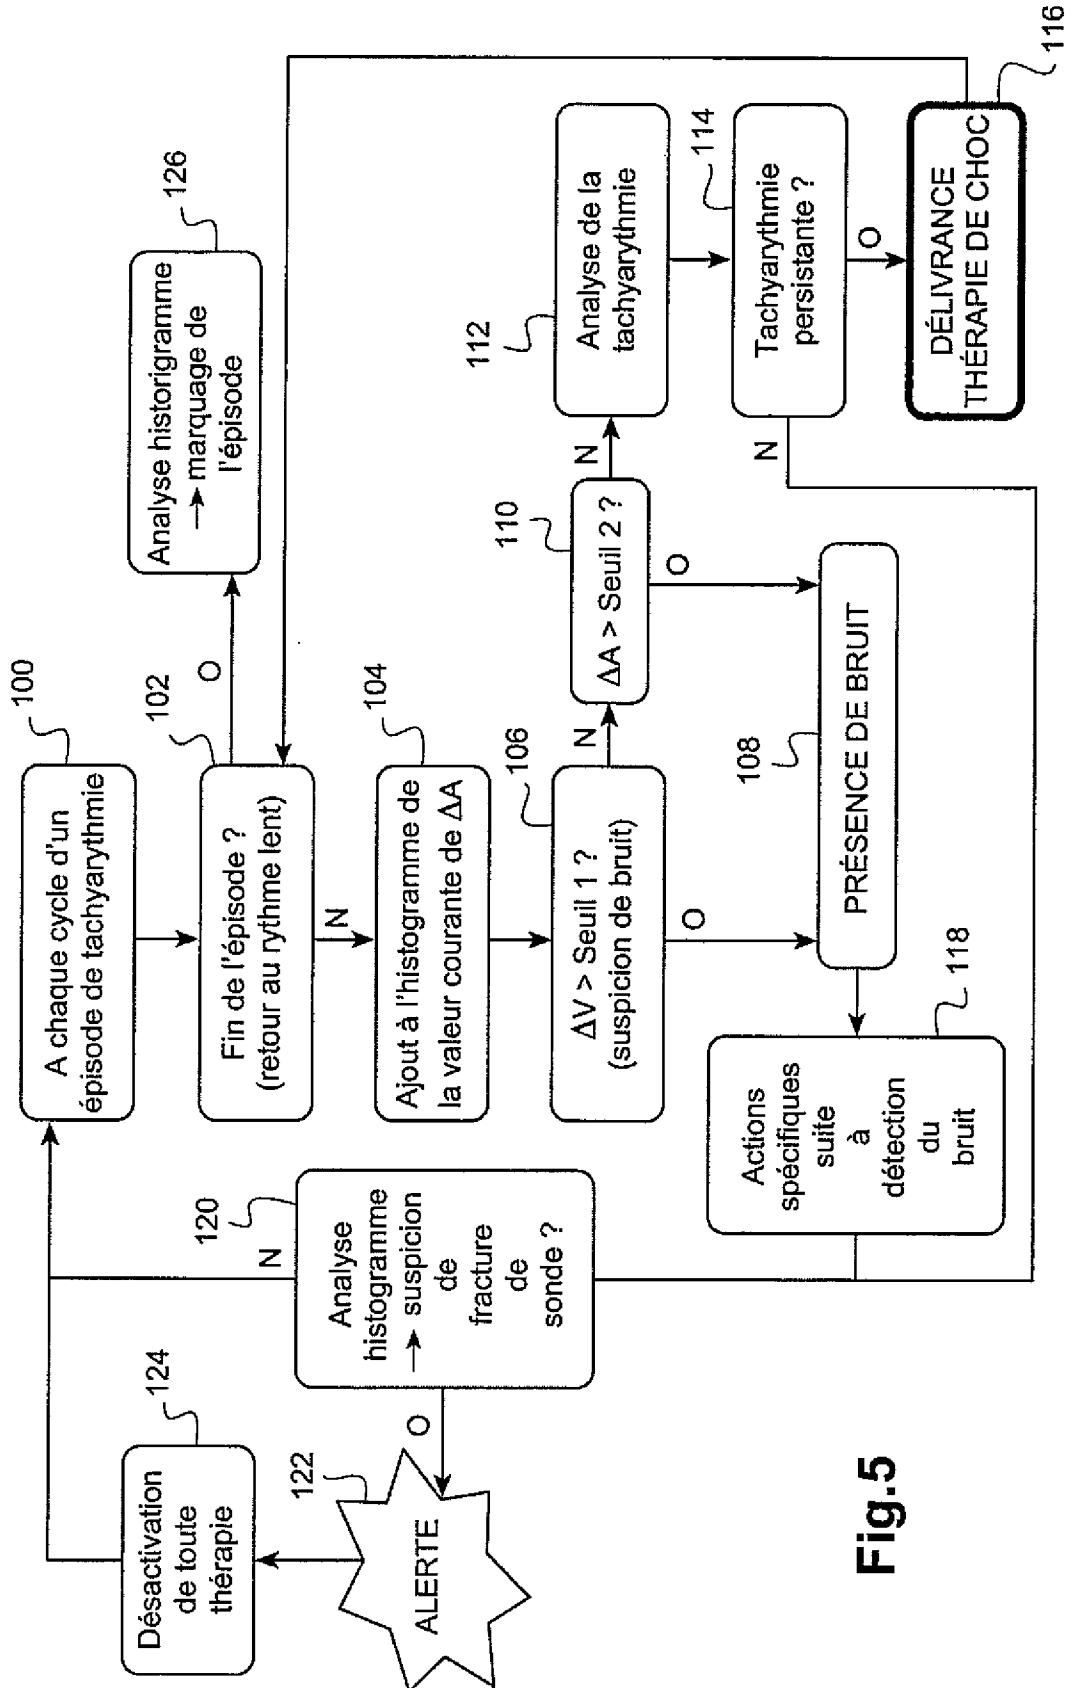 100
A chaque cycle d'un
épisode de tachyarythmie
102
Fin de l'épisode ?
(retour au rythme lent)
O
126
Analyse historigramme
→ marquage de
l'épisode
N
104
Ajout à l'histogramme de
la valeur courante de ΔA
106
ΔV > Seuil 1 ?
(suspicion de bruit)
N
O
110
ΔA > Seuil 2 ?
N
O
112
Analyse de la
tachyarythmie
114
Tachyarythmie
persistante ?
N
O
DÉLIVRANCE
THÉRAPIE DE CHOC
116
108
PRÉSENCE DE BRUIT
118
Actions
spécifiques
suite
à
détection
du
bruit
120
N
Analyse
histogramme
→ suspicion
de
fracture
de
sonde ?
O
122
ALERTE
124
Désactivation
de toute
thérapie
Fig.5